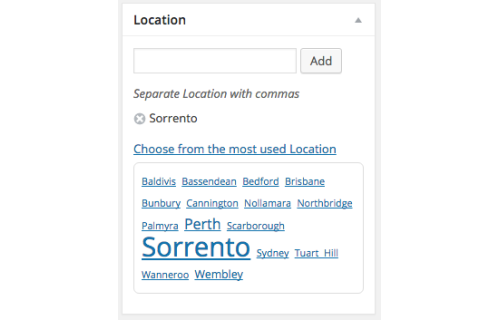 Location
Add
Separate Location with commas
Sorrento
Choose from the most used Location
Baldivis Bassendean Bedford Brisbane
Bunbury Cannington Nollamara Northbridge
Palmyra Perth Scarborough
Sorrento Sydney Tuart Hill
Wanneroo Wembley